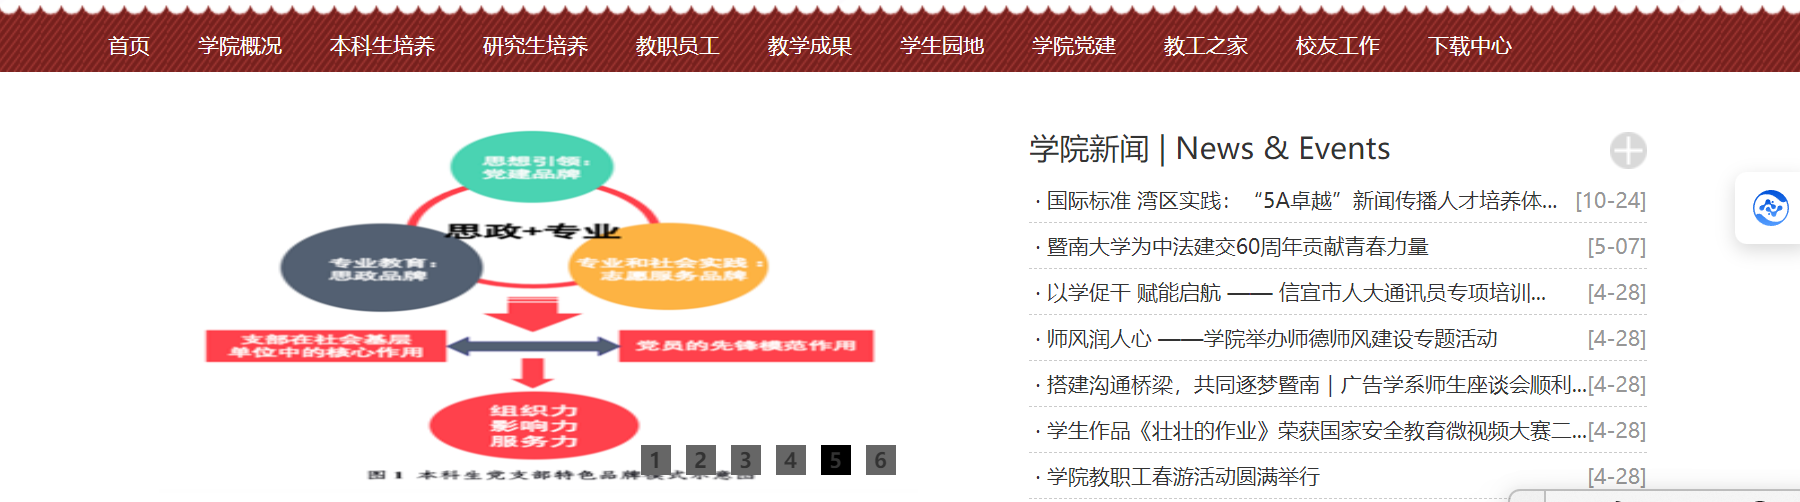 首页 学院概况 本科生培养 研究生培养 教职员工 教学成果 学生园地 学院党建 教工之家 校友工作 下载中心
思想引领：
党建品牌
思政+专业
专业教育：
思政品牌
专业和社会实践：
志愿服务品牌
支部在社会基层
单位中的核心作用
党员的先锋模范作用
组织力
影响力
服务力
图 1 本科生党支部特色品牌模式示意图
1 2 3 4 5 6
学院新闻 | News & Events
· 国际标准 湾区实践：“5A卓越”新闻传播人才培养体... [10-24]
· 暨南大学为中法建交60周年贡献青春力量 [5-07]
· 以学促干 赋能启航 —— 信宜市人大通讯员专项培训... [4-28]
· 师风润人心 ——学院举办师德师风建设专题活动 [4-28]
· 搭建沟通桥梁，共同逐梦暨南 | 广告学系师生座谈会顺利...[4-28]
· 学生作品《壮壮的作业》荣获国家安全教育微视频大赛二...[4-28]
· 学院教职工春游活动圆满举行 [4-28]